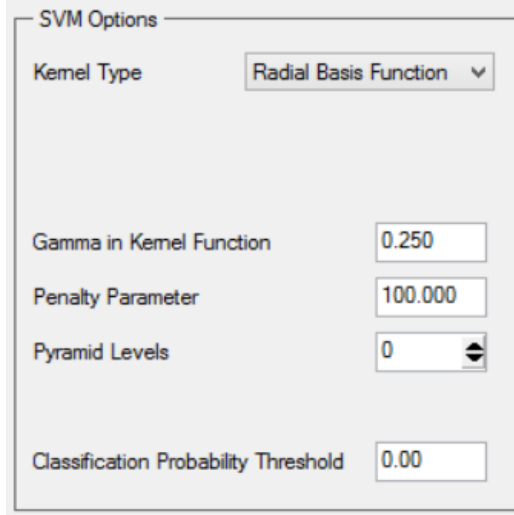 SVM Options
Kernel Type Radial Basis Function
Gamma in Kernel Function 0.250
Penalty Parameter 100.000
Pyramid Levels 0
Classification Probability Threshold 0.00